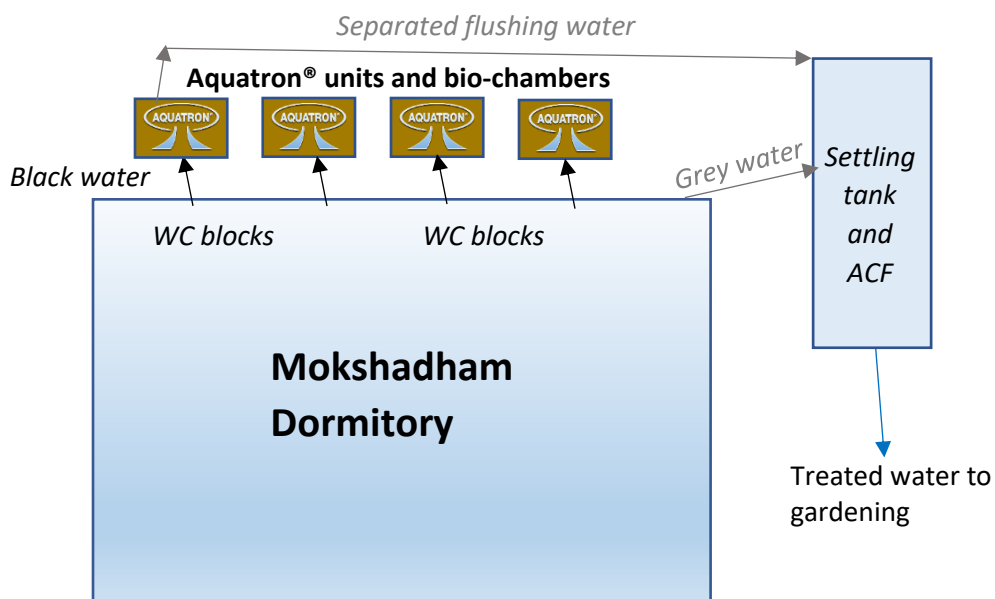 Separated flushing water
Aquatron® units and bio-chambers
AQUATRON®
AQUATRON®
AQUATRON®
AQUATRON®
Black water
Grey water
Settling
tank
and
ACF
WC blocks
WC blocks
Mokshadham
Dormitory
Treated water to
gardening